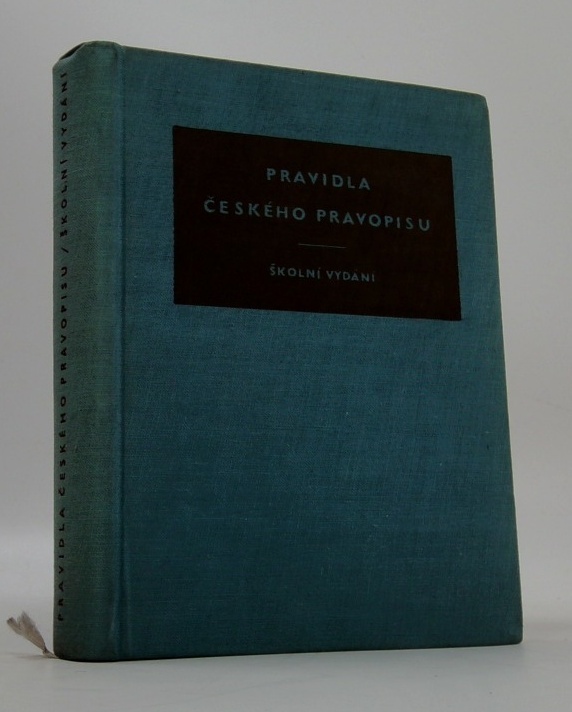 PRAVIDLA
ČESKÉHO PRAVOPISU
ŠKOLNÍ VYDÁNÍ
PRAVIDLA ČESKÉHO PRAVOPISU / ŠKOLNÍ VYDÁNÍ